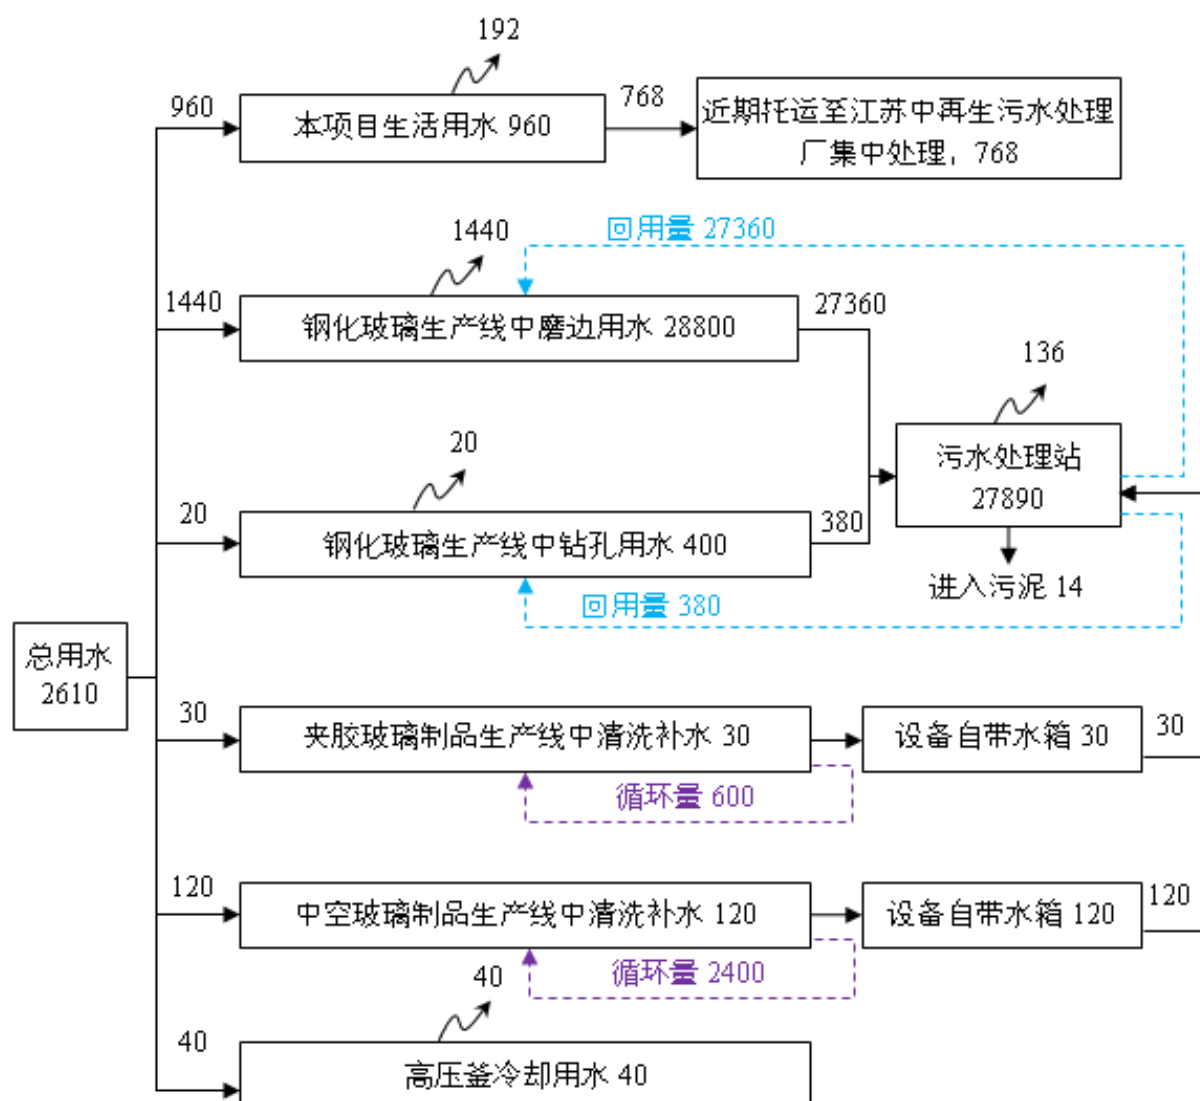 192
960
本项目生活用水 960
768
近期托运至江苏中再生污水处理
厂集中处理，768
1440
回用量 27360
1440
钢化玻璃生产线中磨边用水 28800
27360
136
污水处理站
27890
20
20
钢化玻璃生产线中钻孔用水 400
380
进入污泥 14
回用量 380
总用水
2610
30
夹胶玻璃制品生产线中清洗补水 30
设备自带水箱 30
30
循环量 600
120
中空玻璃制品生产线中清洗补水 120
设备自带水箱 120
120
循环量 2400
40
40
高压釜冷却用水 40